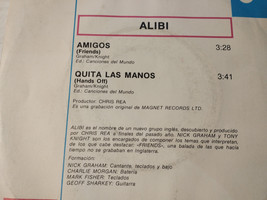 ALIBI
AMIGOS 3:28
(Friends)
Graham/Knight
Ed.: Canciones del Mundo
QUITA LAS MANOS 3:41
(Hands Off)
Graham/Knight
Ed.: Canciones del Mundo
Productor: CHRIS REA
Es una grabación original de MAGNET RECORDS LTD.
ALIBI es el nombre de un nuevo grupo inglés, descubierto y producido
por CHRIS REA a finales del pasado año. NICK GRAHAM y TONY
KNIGHT son los encargados de componer los temas que interpretan,
de los que cabe destacar: «FRIENDS», una balada de las que hacía
tiempo no se grababan en Inglaterra.
Formación:
NICK GRAHAM: Cantante, teclados y bajo
CHARLIE MORGAN: Batería
MARK FISHER: Teclados
GEOFF SHARKEY: Guitarra